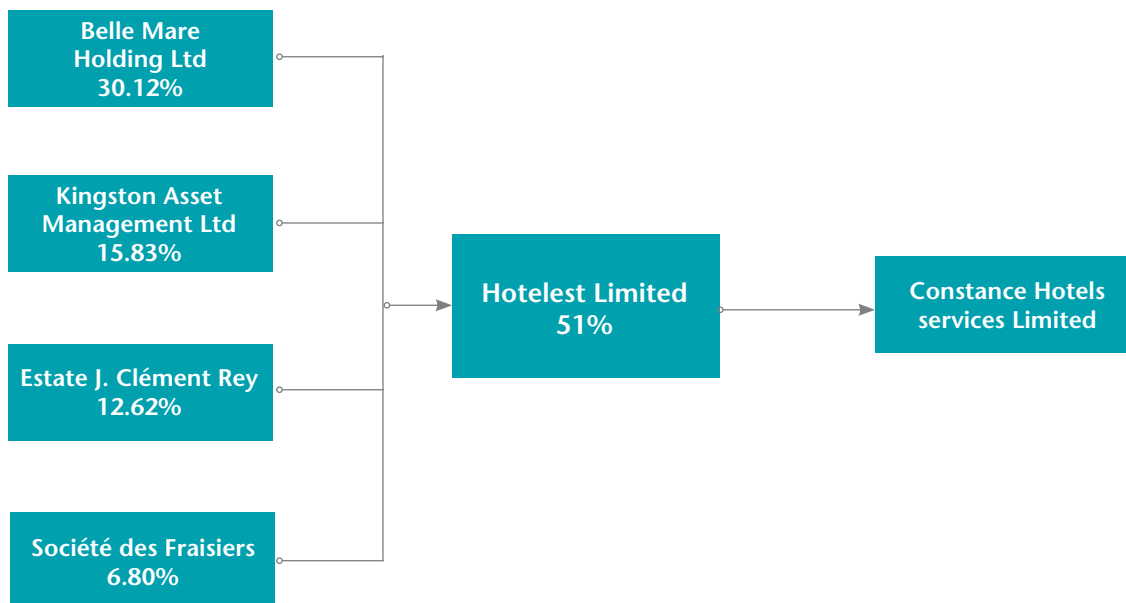 Belle Mare
Holding Ltd
30.12%
Kingston Asset
Management Ltd
15.83%
Estate J. Clément Rey
12.62%
Société des Fraisiers
6.80%
Hotelest Limited
51%
Constance Hotels
services Limited